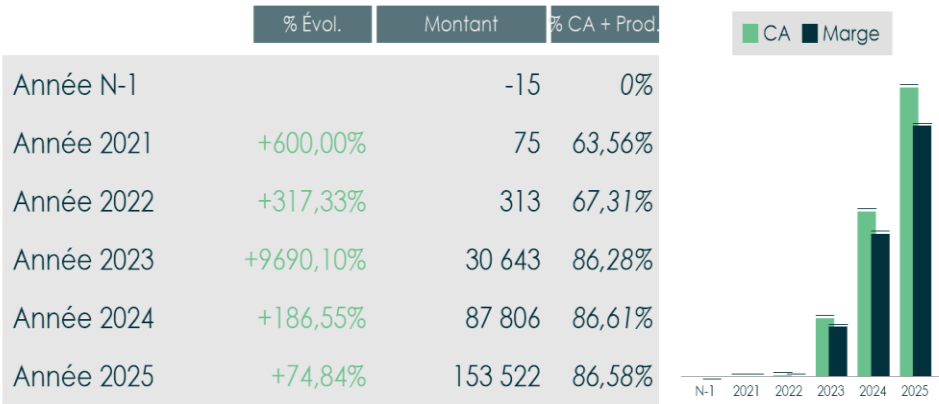 % Évol. Montant % CA + Prod.
Année N-1 -15 0%
Année 2021 +600,00% 75 63,56%
Année 2022 +317,33% 313 67,31%
Année 2023 +9690,10% 30 643 86,28%
Année 2024 +186,55% 87 806 86,61%
Année 2025 +74,84% 153 522 86,58%
CA Marge
N-1 2021 2022 2023 2024 2025